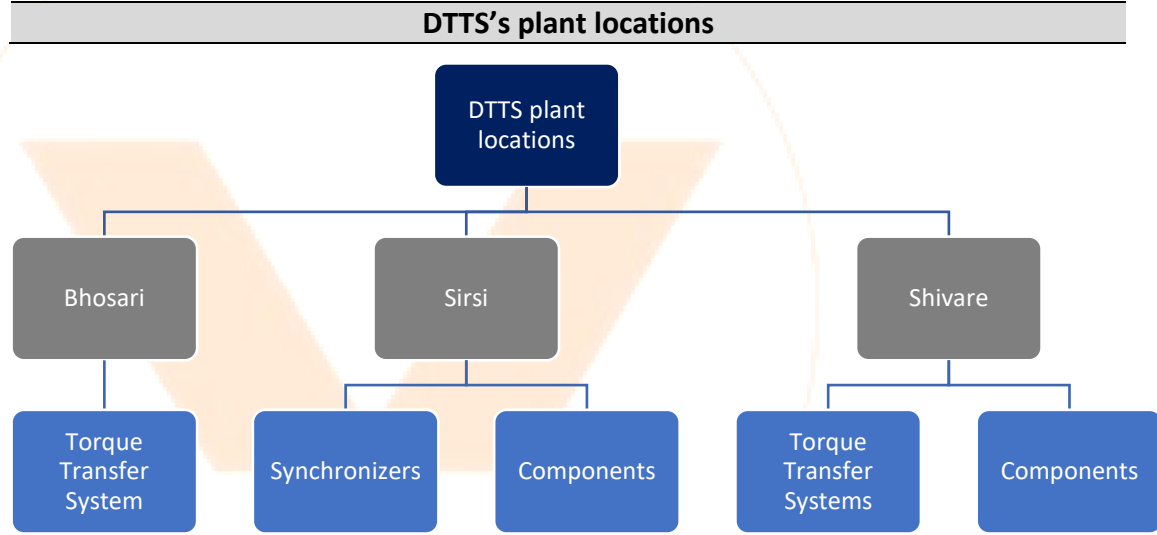 DTTS’s plant locations
DTTS plant
locations
Bhosari
Sirsi
Shivare
Torque
Transfer
System
Synchronizers
Components
Torque
Transfer
Systems
Components